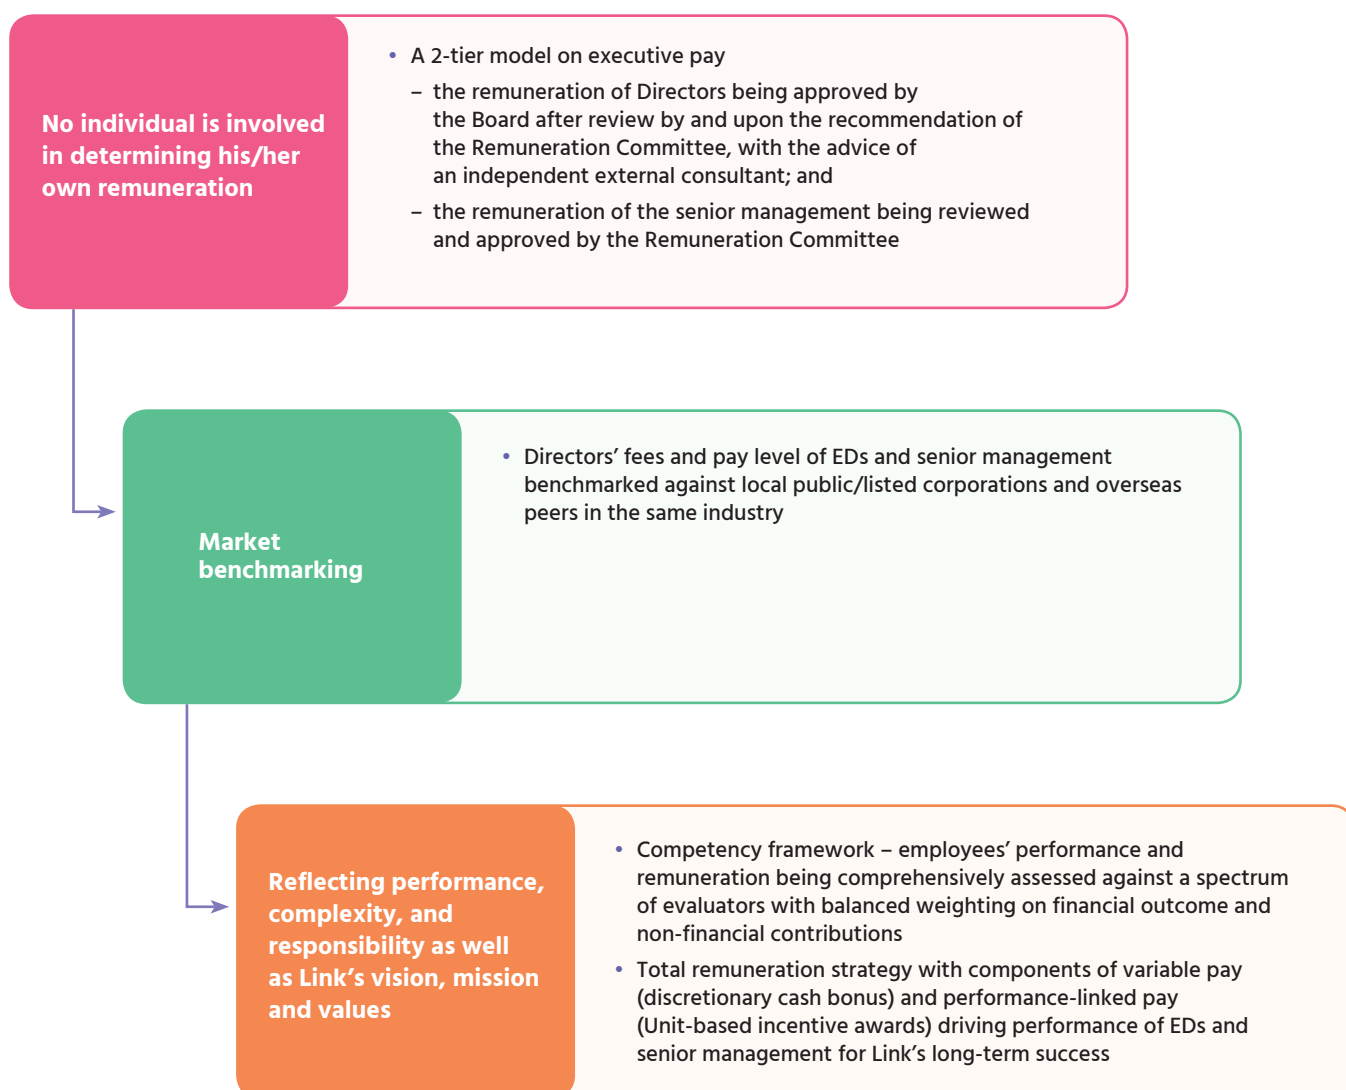 No individual is involved
in determining his/her
own remuneration
• A 2-tier model on executive pay
– the remuneration of Directors being approved by
the Board after review by and upon the recommendation of
the Remuneration Committee, with the advice of
an independent external consultant; and
– the remuneration of the senior management being reviewed
and approved by the Remuneration Committee
Market
benchmarking
• Directors’ fees and pay level of EDs and senior management
benchmarked against local public/listed corporations and overseas
peers in the same industry
Reflecting performance,
complexity, and
responsibility as well
as Link’s vision, mission
and values
• Competency framework – employees’ performance and
remuneration being comprehensively assessed against a spectrum
of evaluators with balanced weighting on financial outcome and
non-financial contributions
• Total remuneration strategy with components of variable pay
(discretionary cash bonus) and performance-linked pay
(Unit-based incentive awards) driving performance of EDs and
senior management for Link’s long-term success